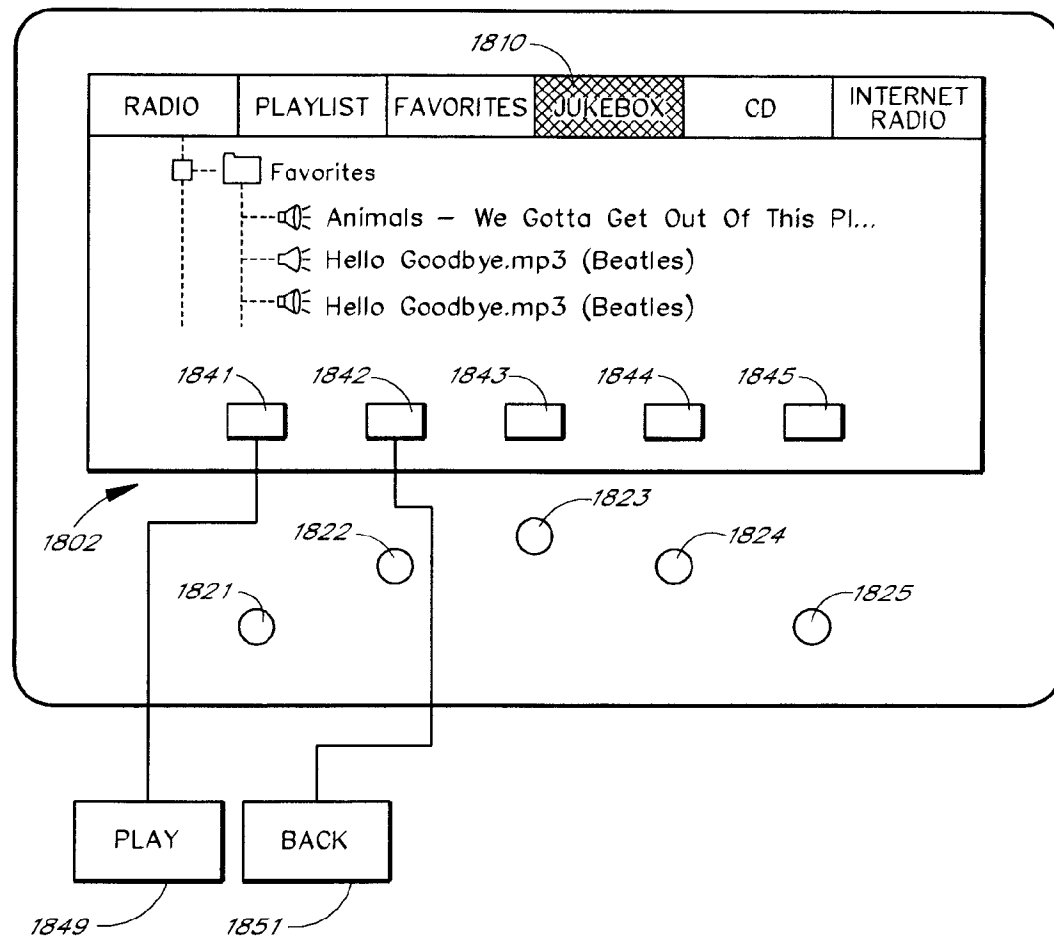 1810
RADIO PLAYLIST FAVORITES JUKEBOX CD INTERNET RADIO
Favorites
Animals – We Gotta Get Out Of This Pl...
Hello Goodbye.mp3 (Beatles)
Hello Goodbye.mp3 (Beatles)
1841 1842 1843 1844 1845
1802
1823
1822 1824
1821 1825
PLAY BACK
1849 1851